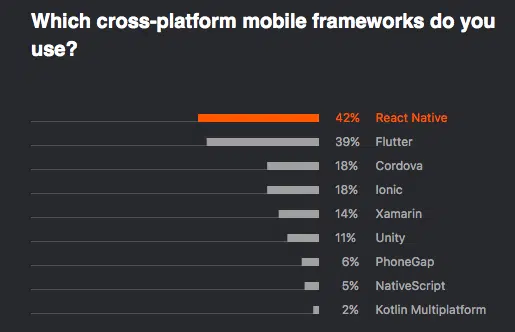 Which cross-platform mobile frameworks do you
use?
42% React Native
39% Flutter
18% Cordova
18% Ionic
14% Xamarin
11% Unity
6% PhoneGap
5% NativeScript
2% Kotlin Multiplatform